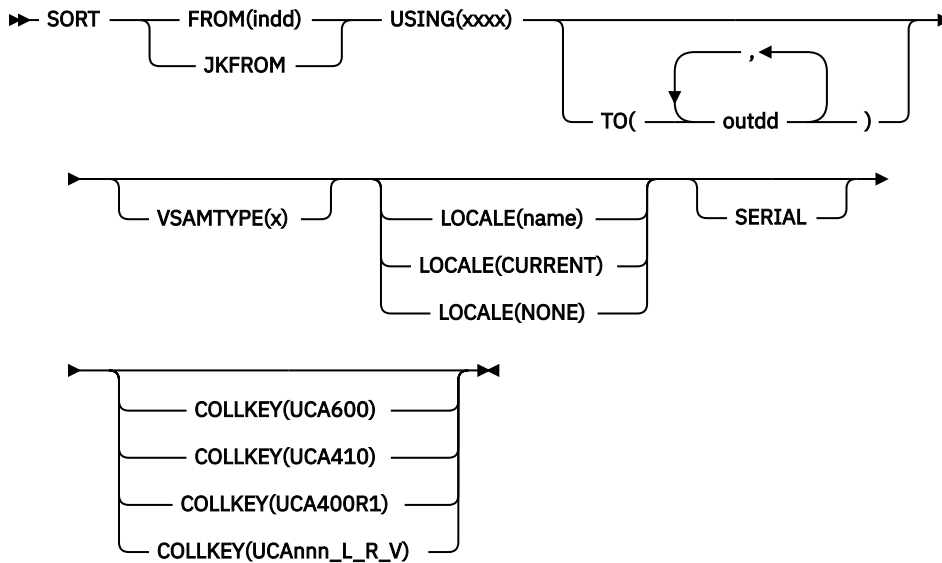 SORT FROM(indd) USING(xxxx)
JKFROM
,
TO( outdd )
VSAMTYPE(x) LOCALE(name) SERIAL
LOCALE(CURRENT)
LOCALE(NONE)
COLLKEY(UCA600)
COLLKEY(UCA410)
COLLKEY(UCA400R1)
COLLKEY(UCAnnn_L_R_V)